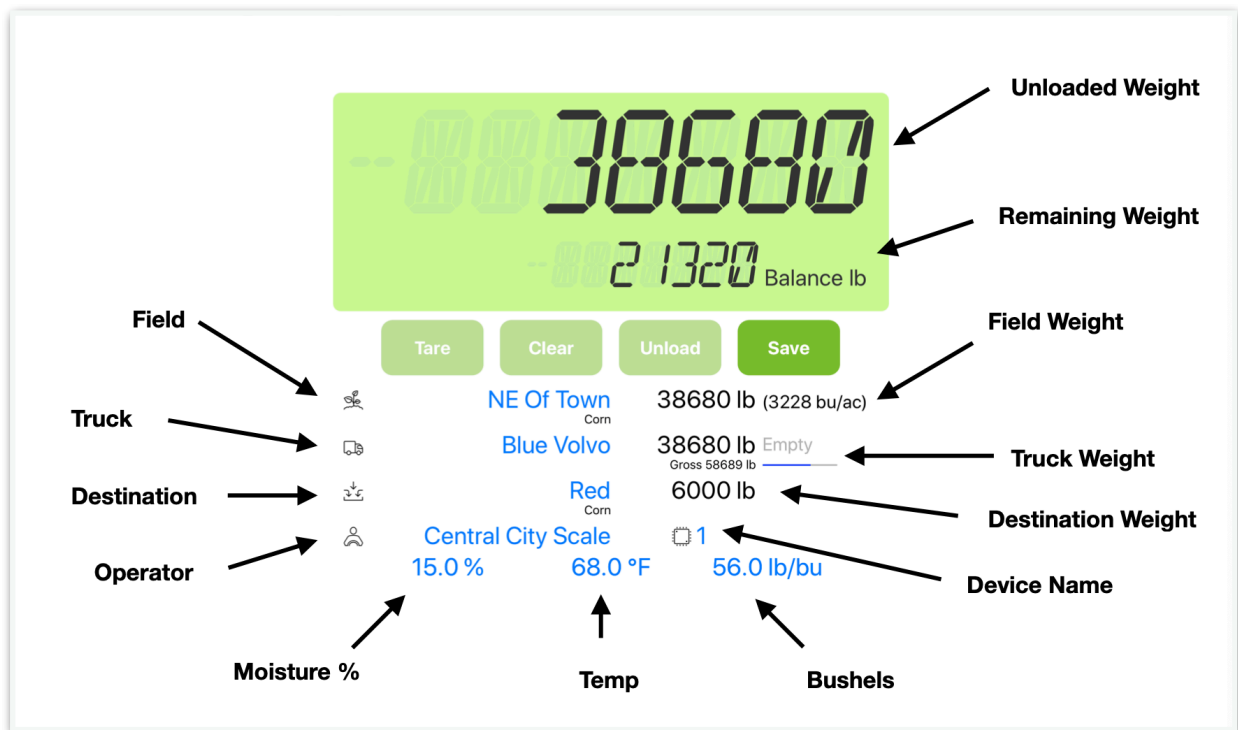 Unloaded Weight
38680
Remaining Weight
21320 Balance lb
Field
Field Weight
Tare Clear Unload Save
NE Of Town 38680 lb (3228 bu/ac)
Corn
Truck
Blue Volvo 38680 lb Empty
Gross 58689 lb
Truck Weight
Destination
Red 6000 lb
Corn
Destination Weight
Central City Scale 1
Operator
15.0 % 68.0 °F 56.0 lb/bu
Device Name
Moisture %
Temp
Bushels